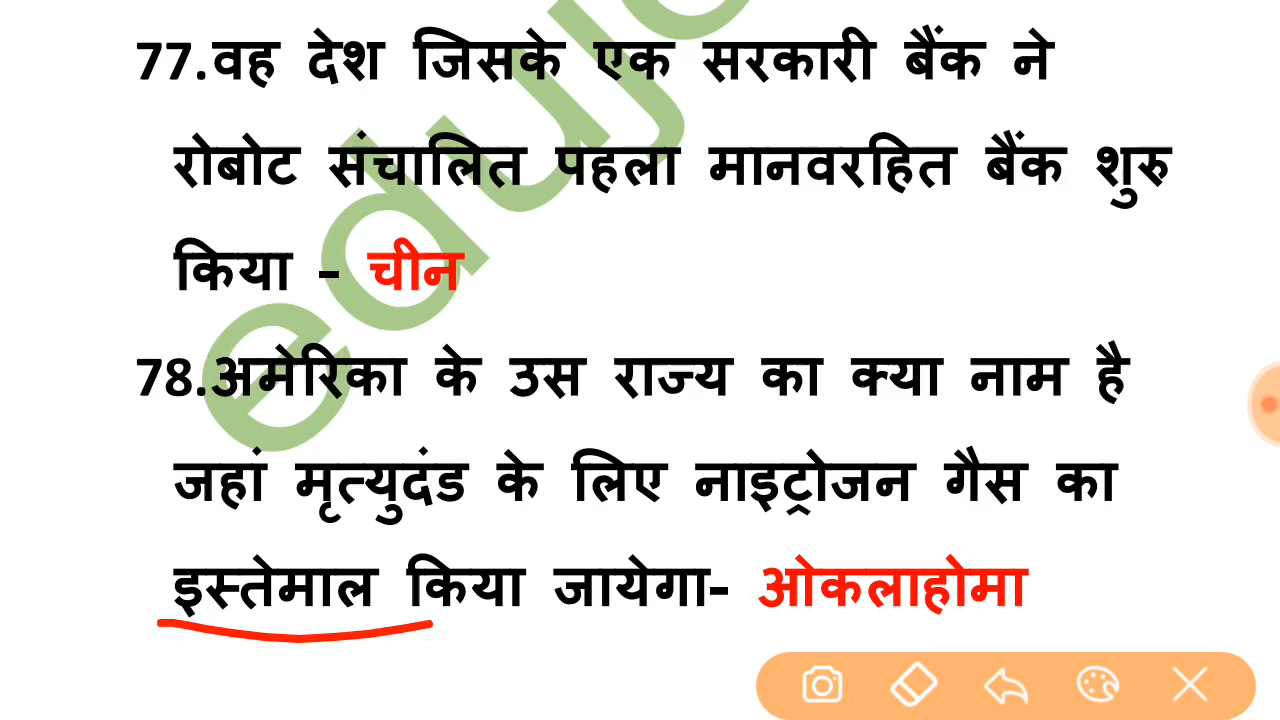 77.वह देश जिसके एक सरकारी बैंक ने
रोबोट संचालित पहला मानवरहित बैंक शुरु
किया - चीन
78.अमेरिका के उस राज्य का क्या नाम है
जहां मृत्युदंड के लिए नाइट्रोजन गैस का
इस्तेमाल किया जायेगा- ओकलाहोमा